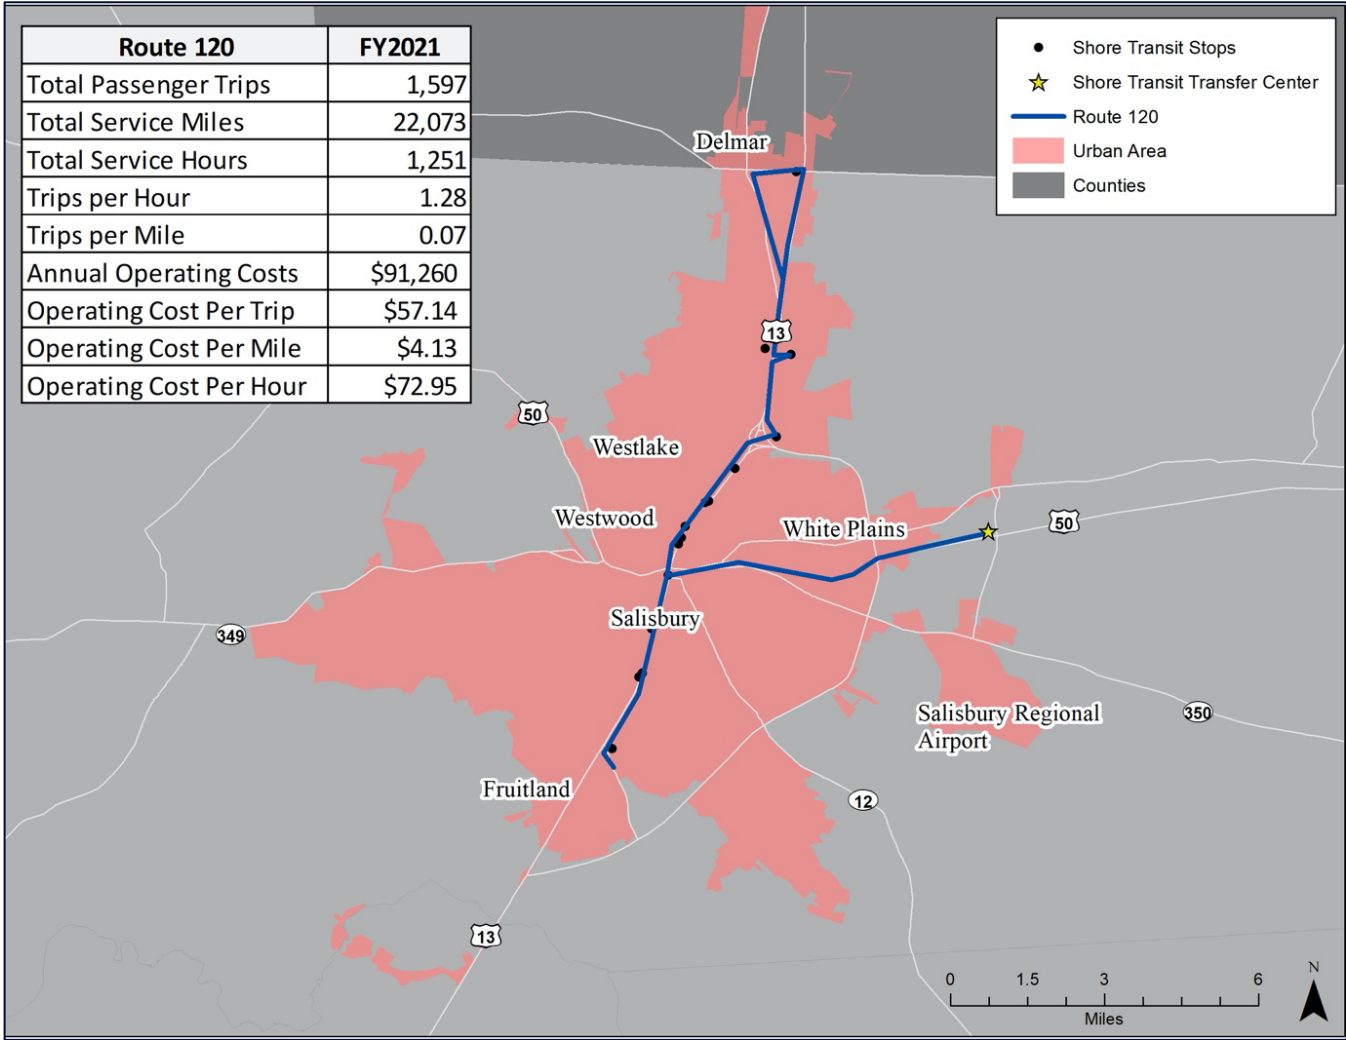 Route 120 FY2021
Total Passenger Trips 1,597
Total Service Miles 22,073
Total Service Hours 1,251
Trips per Hour 1.28
Trips per Mile 0.07
Annual Operating Costs $91,260
Operating Cost Per Trip $57.14
Operating Cost Per Mile $4.13
Operating Cost Per Hour $72.95
Shore Transit Stops
Shore Transit Transfer Center
Route 120
Urban Area
Counties
Delmar
13
50
Westlake
Westwood
White Plains
50
Salisbury
349
Salisbury Regional
Airport
350
Fruitland
12
13
0 1.5 3 6
Miles
N